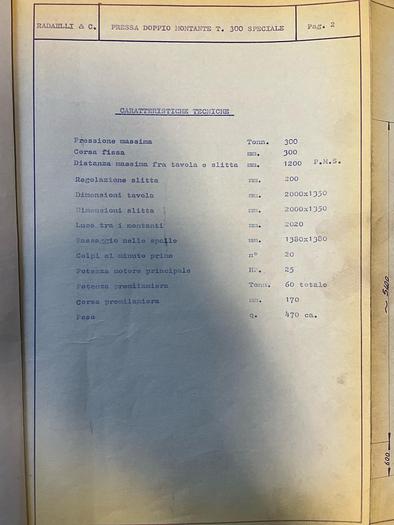 RADAELLI & C. PRESSA DOPPIO MONTANTE T. 300 SPECIALE Pag. 2
CARATTERISTICHE TECNICHE
Pressione massima Tonn. 300
Corsa fissa mm. 300
Distanza massima fra tavola e slitta mm. 1200 P.M.S.
Regolazione slitta mm. 200
Dimensioni tavola mm. 2000x1350
Dimensioni slitta mm. 2000x1350
Luce tra i montanti mm. 2020
Passaggio nelle spalle mm. 1380x1380
Colpi al minuto primo n° 20
Potenza motore principale HP. 25
Potenza premilamiera Tonn. 60 totale
Corsa premilamiera mm. 170
Peso q. 470 ca.
600